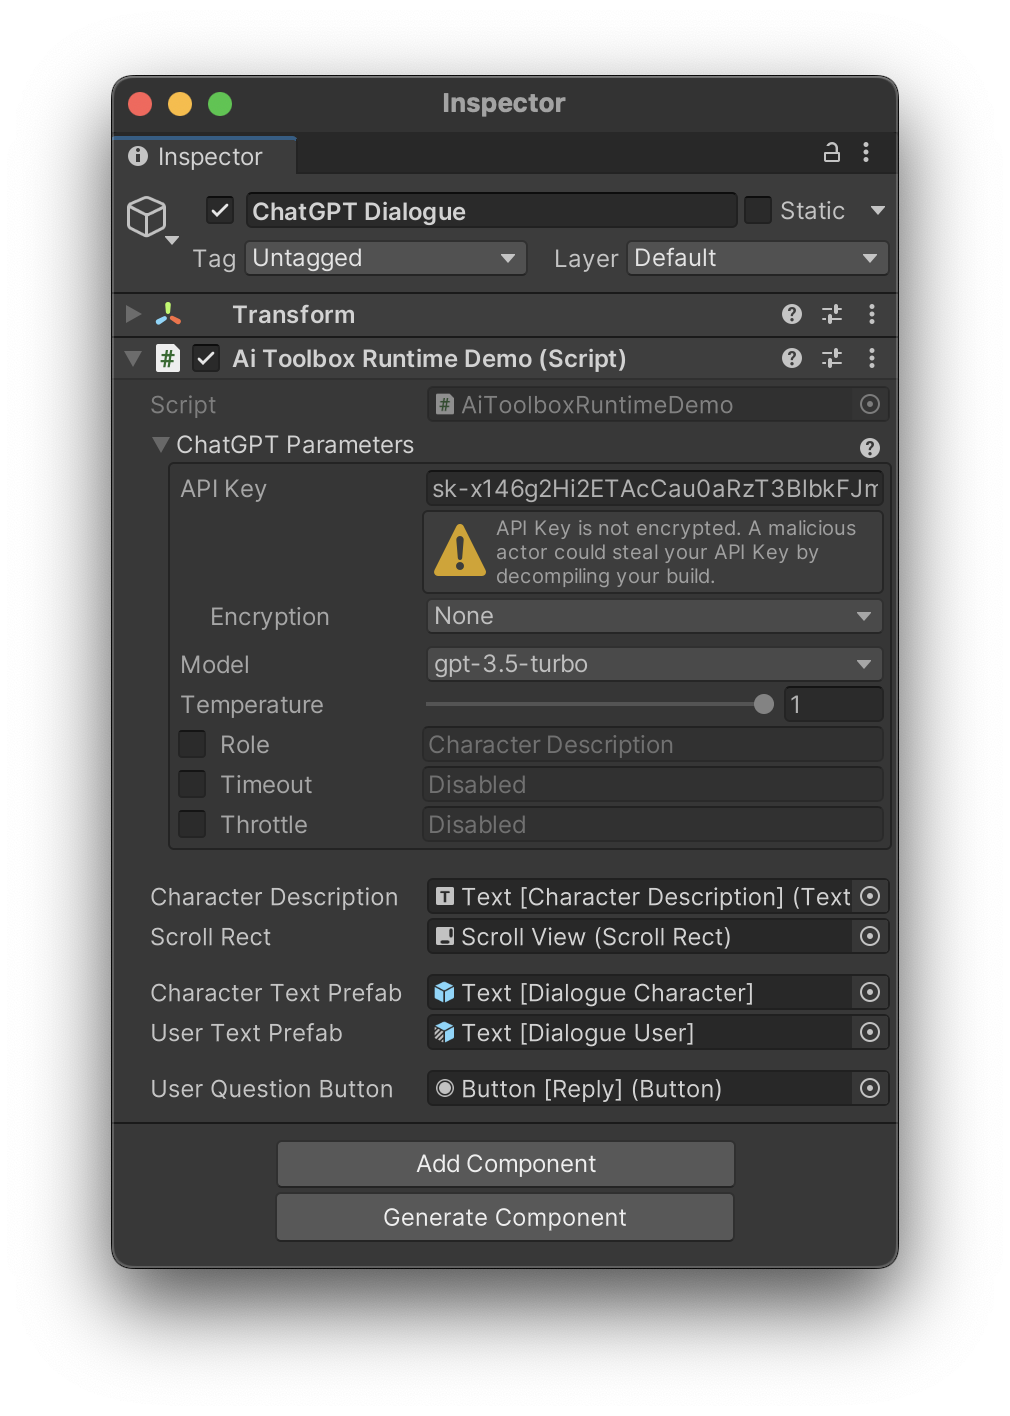 Inspector
Inspector
ChatGPT Dialogue
Static
Tag
Untagged
Layer
Default
Transform
Ai Toolbox Runtime Demo (Script)
Script
AiToolboxRuntimeDemo
ChatGPT Parameters
API Key
sk-x146g2Hi2ETAcCau0aRzT3BlbkFJm
API Key is not encrypted. A malicious
actor could steal your API Key by
decompiling your build.
Encryption
None
Model
gpt-3.5-turbo
Temperature
1
Role
Character Description
Timeout
Disabled
Throttle
Disabled
Character Description
Text [Character Description] (Text
Scroll Rect
Scroll View (Scroll Rect)
Character Text Prefab
Text [Dialogue Character]
User Text Prefab
Text [Dialogue User]
User Question Button
Button [Reply] (Button)
Add Component
Generate Component